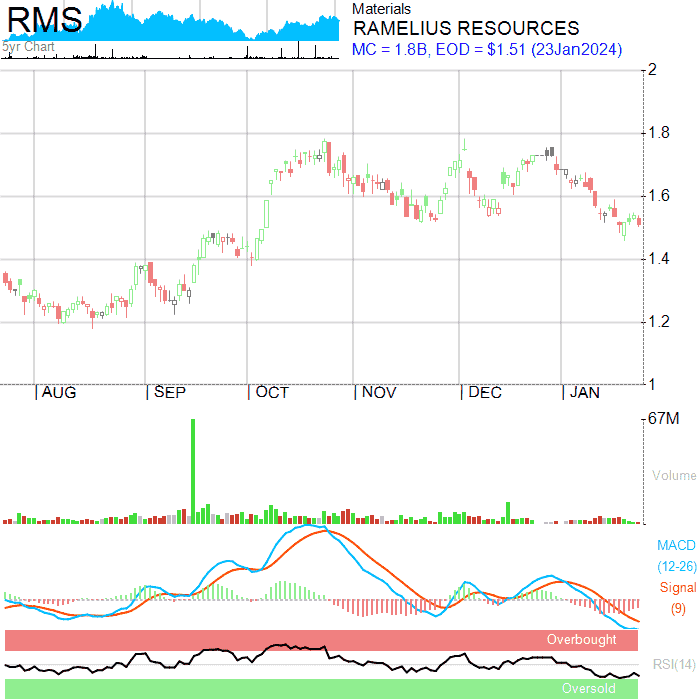 RMS
5yr Chart
Materials
RAMELIUS RESOURCES
MC = 1.8B, EOD = $1.51 (23Jan2024)
2
1.8
1.6
1.4
1.2
1
|AUG |SEP |OCT |NOV |DEC |JAN
67M
Volume
MACD
(12-26)
Signal
(9)
Overbought
RSI(14)
Oversold